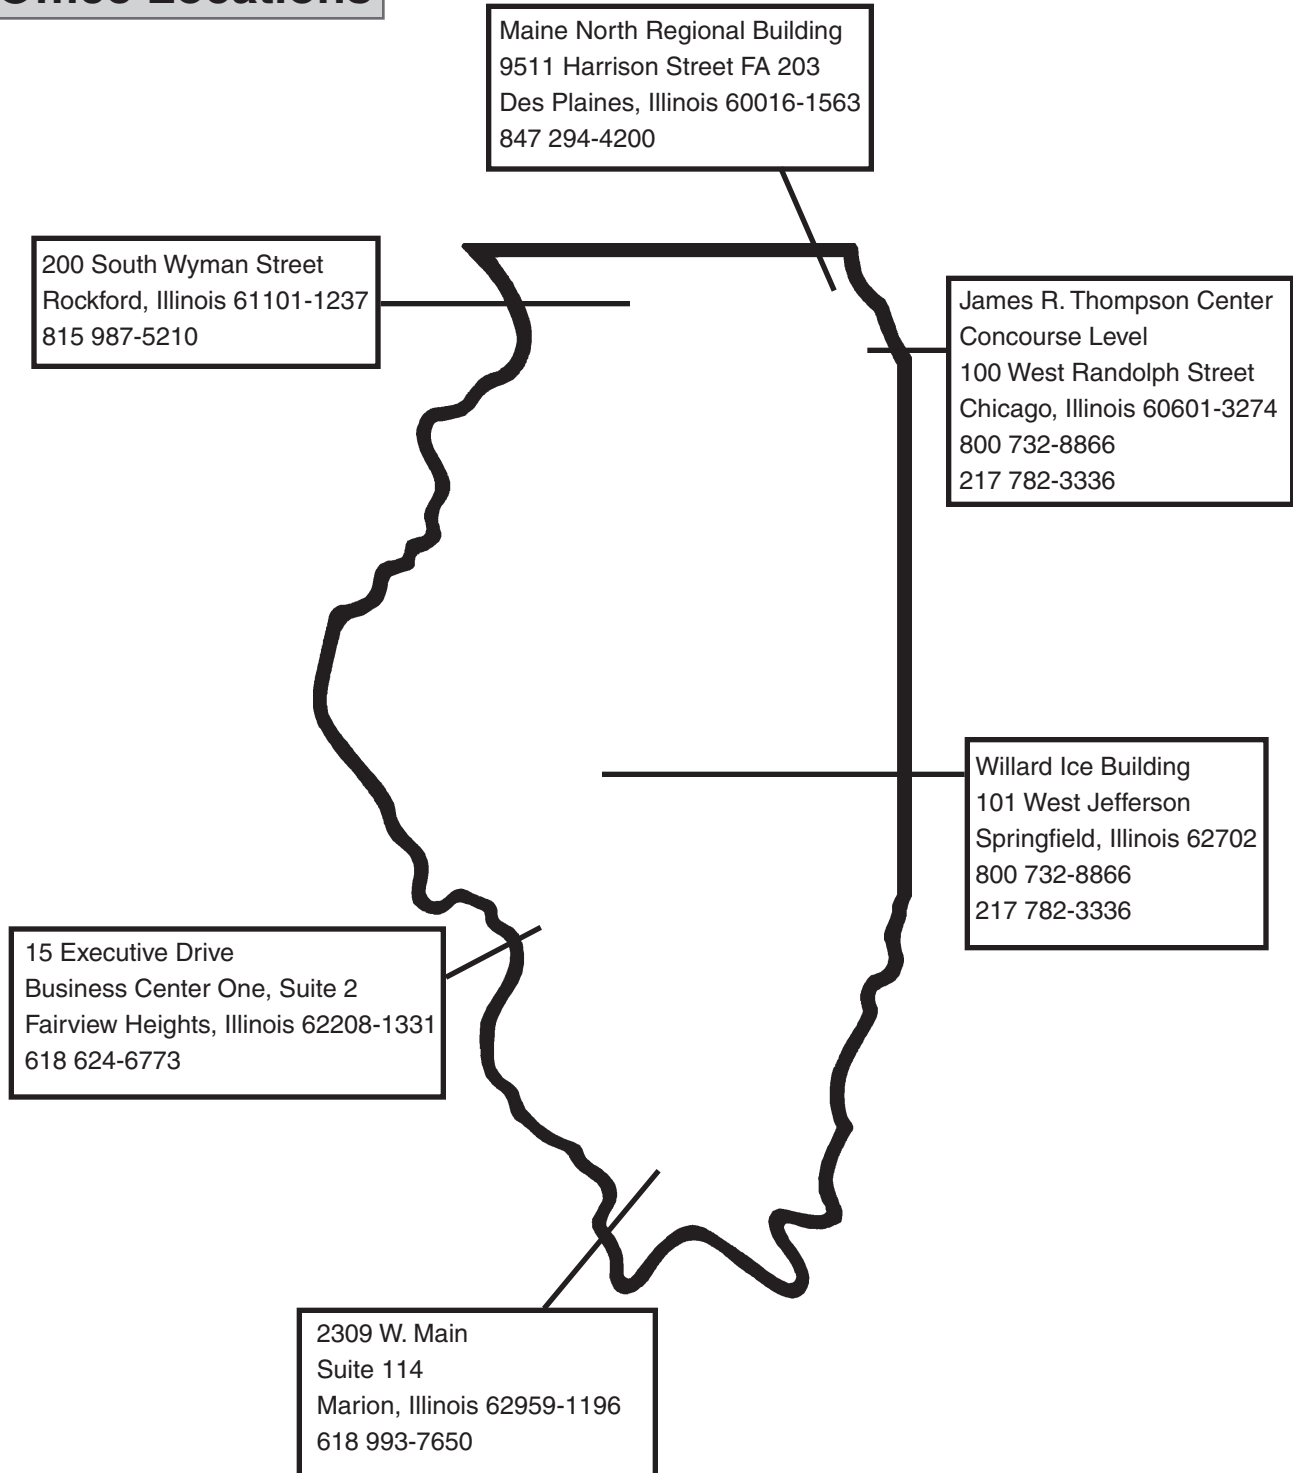 Office Locations
Maine North Regional Building
9511 Harrison Street FA 203
Des Plaines, Illinois 60016-1563
847 294-4200
200 South Wyman Street
Rockford, Illinois 61101-1237
815 987-5210
James R. Thompson Center
Concourse Level
100 West Randolph Street
Chicago, Illinois 60601-3274
800 732-8866
217 782-3336
Willard Ice Building
101 West Jefferson
Springfield, Illinois 62702
800 732-8866
217 782-3336
15 Executive Drive
Business Center One, Suite 2
Fairview Heights, Illinois 62208-1331
618 624-6773
2309 W. Main
Suite 114
Marion, Illinois 62959-1196
618 993-7650